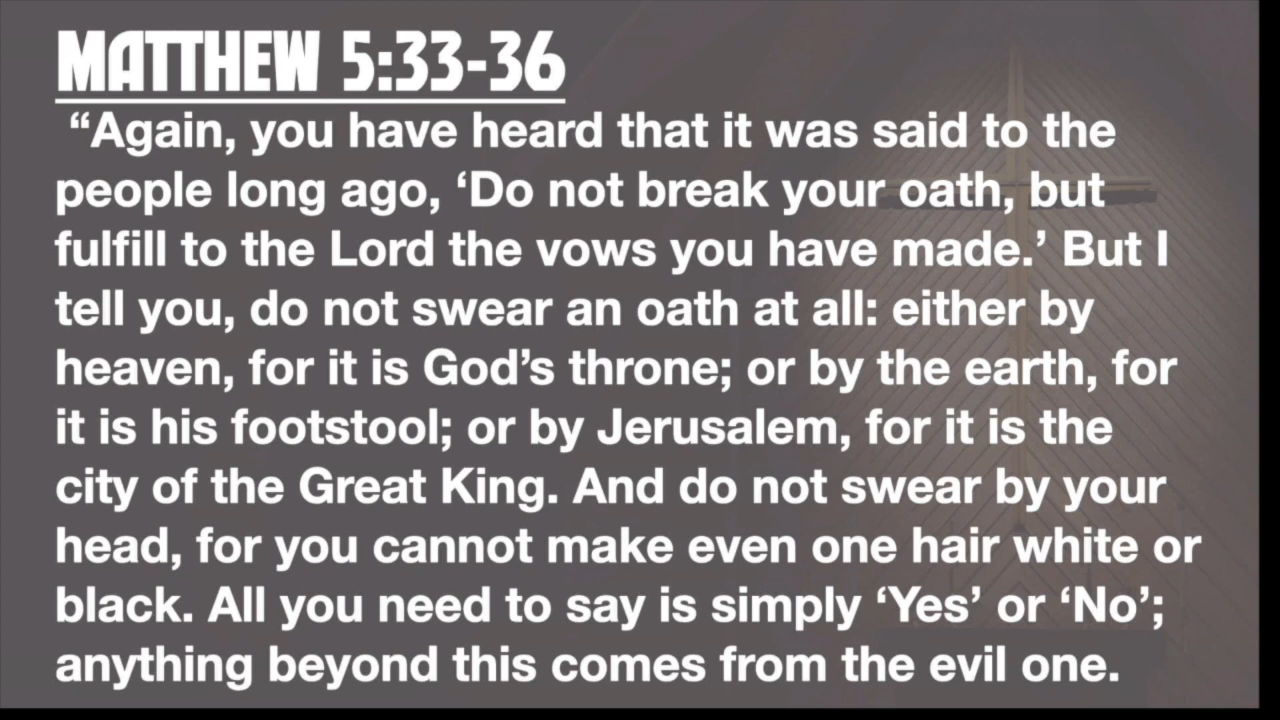 MATTHEW 5:33-36
“Again, you have heard that it was said to the
people long ago, ‘Do not break your oath, but
fulfill to the Lord the vows you have made.’ But I
tell you, do not swear an oath at all: either by
heaven, for it is God’s throne; or by the earth, for
it is his footstool; or by Jerusalem, for it is the
city of the Great King. And do not swear by your
head, for you cannot make even one hair white or
black. All you need to say is simply ‘Yes’ or ‘No’;
anything beyond this comes from the evil one.